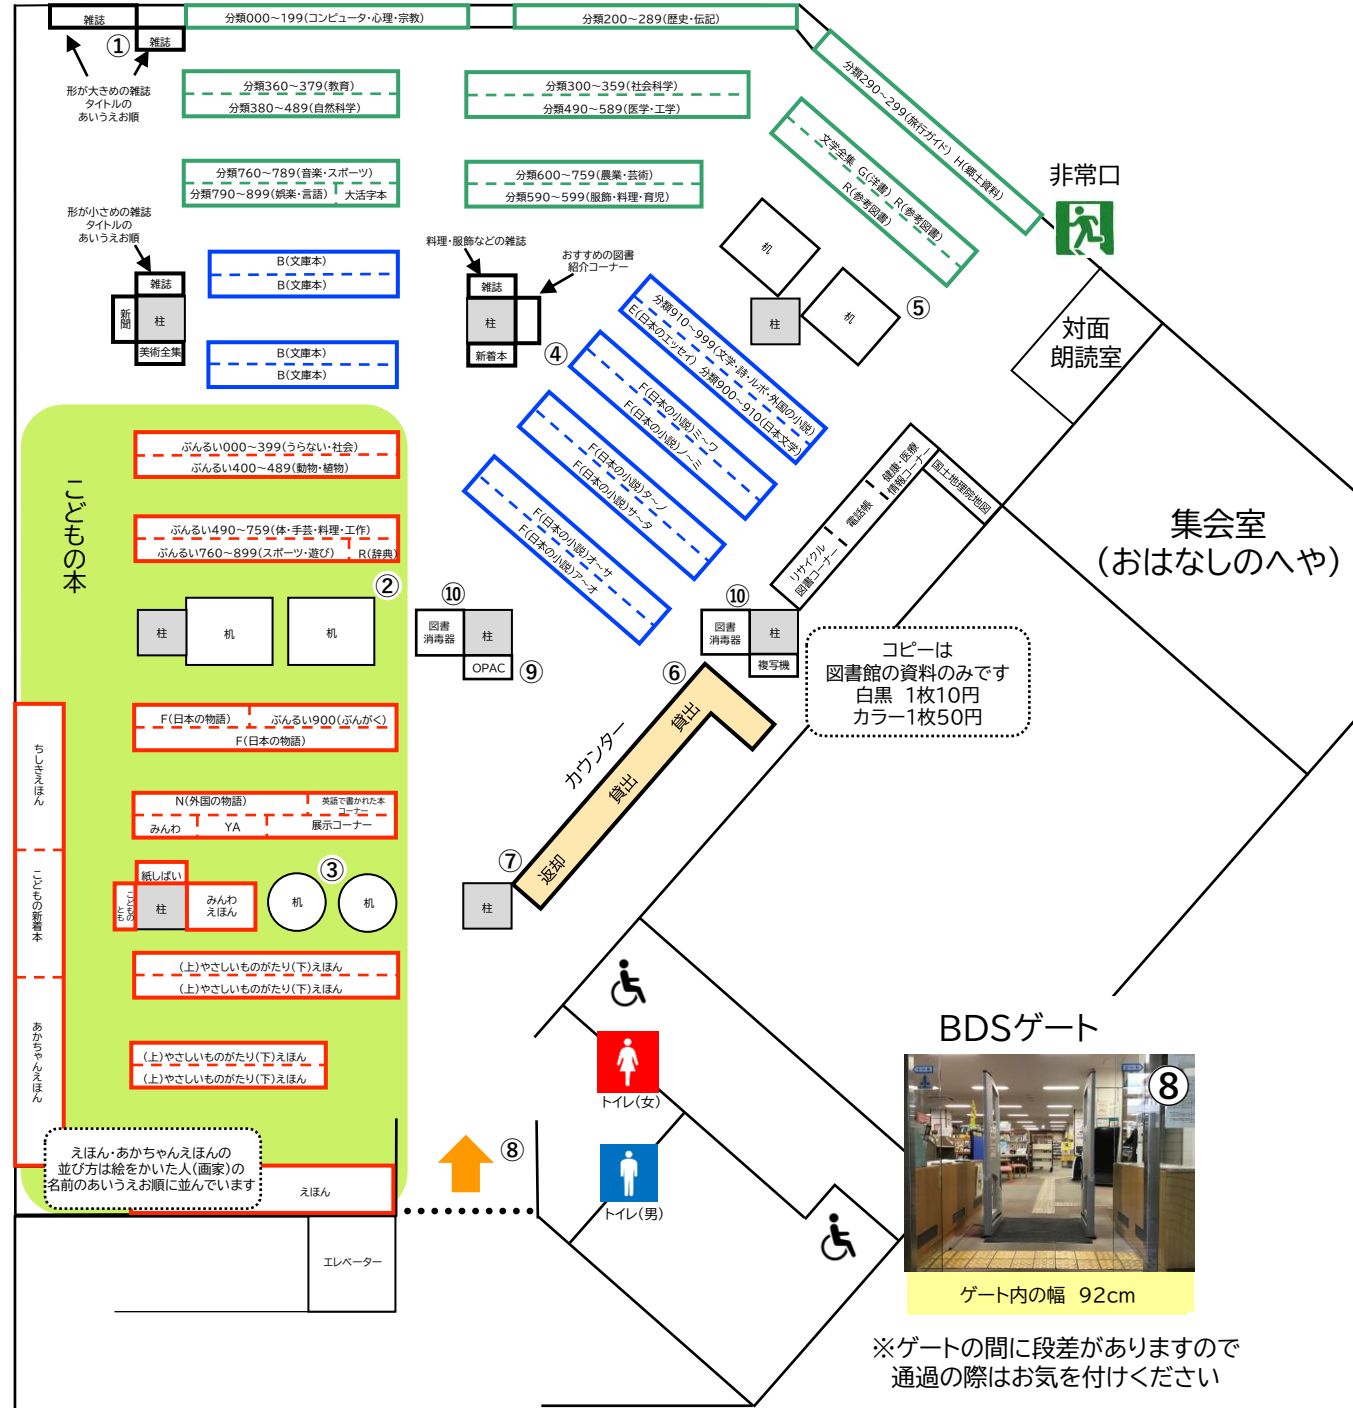 雑誌
分類000~199(コンピュータ・心理・宗教)
分類200~289(歴史・伝記)
①
雑誌
形が大きめの雑誌
タイトルの
あいうえお順
分類360~379(教育)
分類380~489(自然科学)
分類300~359(社会科学)
分類490~589(医学・工学)
分類290~299(旅行ガイド) H(郷土資料)
文学全集 G(洋書) R(参考図書)
R(参考図書)
非常口
分類760~789(音楽・スポーツ)
分類790~899(娯楽・言語)
大活字本
分類600~759(農業・芸術)
分類590~599(服飾・料理・育児)
形が小さめの雑誌
タイトルの
あいうえお順
料理・服飾などの雑誌
おすすめの図書
紹介コーナー
机
机
⑤
柱
B(文庫本)
B(文庫本)
雑誌
新聞
柱
美術全集
雑誌
柱
新着本
④
B(文庫本)
B(文庫本)
対面
朗読室
分類910~999(文学・詩・ルポ・外国の小説)
E(日本のエッセイ) 分類900~910(日本文学)
F(日本の小説)ミ~ワ
F(日本の小説)ノ~ミ
F(日本の小説)タ~ノ
F(日本の小説)サ~タ
F(日本の小説)オ~サ
F(日本の小説)ア~オ
こどもの本
ぶんるい000~399(うらない・社会)
ぶんるい400~489(動物・植物)
ぶんるい490~759(体・手芸・料理・工作)
ぶんるい760~899(スポーツ・遊び)
R(辞典)
②
柱
机
机
健康・医療
情報コーナー
国土地理院地図
電話帳
リサイクル
図書コーナー
集会室
(おはなしのへや)
⑩
図書
消毒器
柱
OPAC
⑨
⑩
図書
消毒器
柱
複写機
⑥
コピーは
図書館の資料のみです
白黒 1枚10円
カラー1枚50円
カウンター
貸出
貸出
返却
⑦
柱
F(日本の物語)
ぶんるい900(ぶんがく)
F(日本の物語)
ちしきえほん
こどもの新着本
あかちゃんえほん
N(外国の物語)
英語で書かれた本
コーナー
みんわ
YA
展示コーナー
紙しばい
こどもの
とも
柱
みんわ
えほん
③
机
机
(上)やさしいものがたり(下)えほん
(上)やさしいものがたり(下)えほん
(上)やさしいものがたり(下)えほん
(上)やさしいものがたり(下)えほん
えほん・あかちゃんえほんの
並び方は絵をかいた人(画家)の
名前のあいうえお順に並んでいます
えほん
エレベーター
⑧
トイレ(女)
トイレ(男)
BDSゲート
⑧
ゲート内の幅 92cm
※ゲートの間に段差がありますので
通過の際はお気を付けください